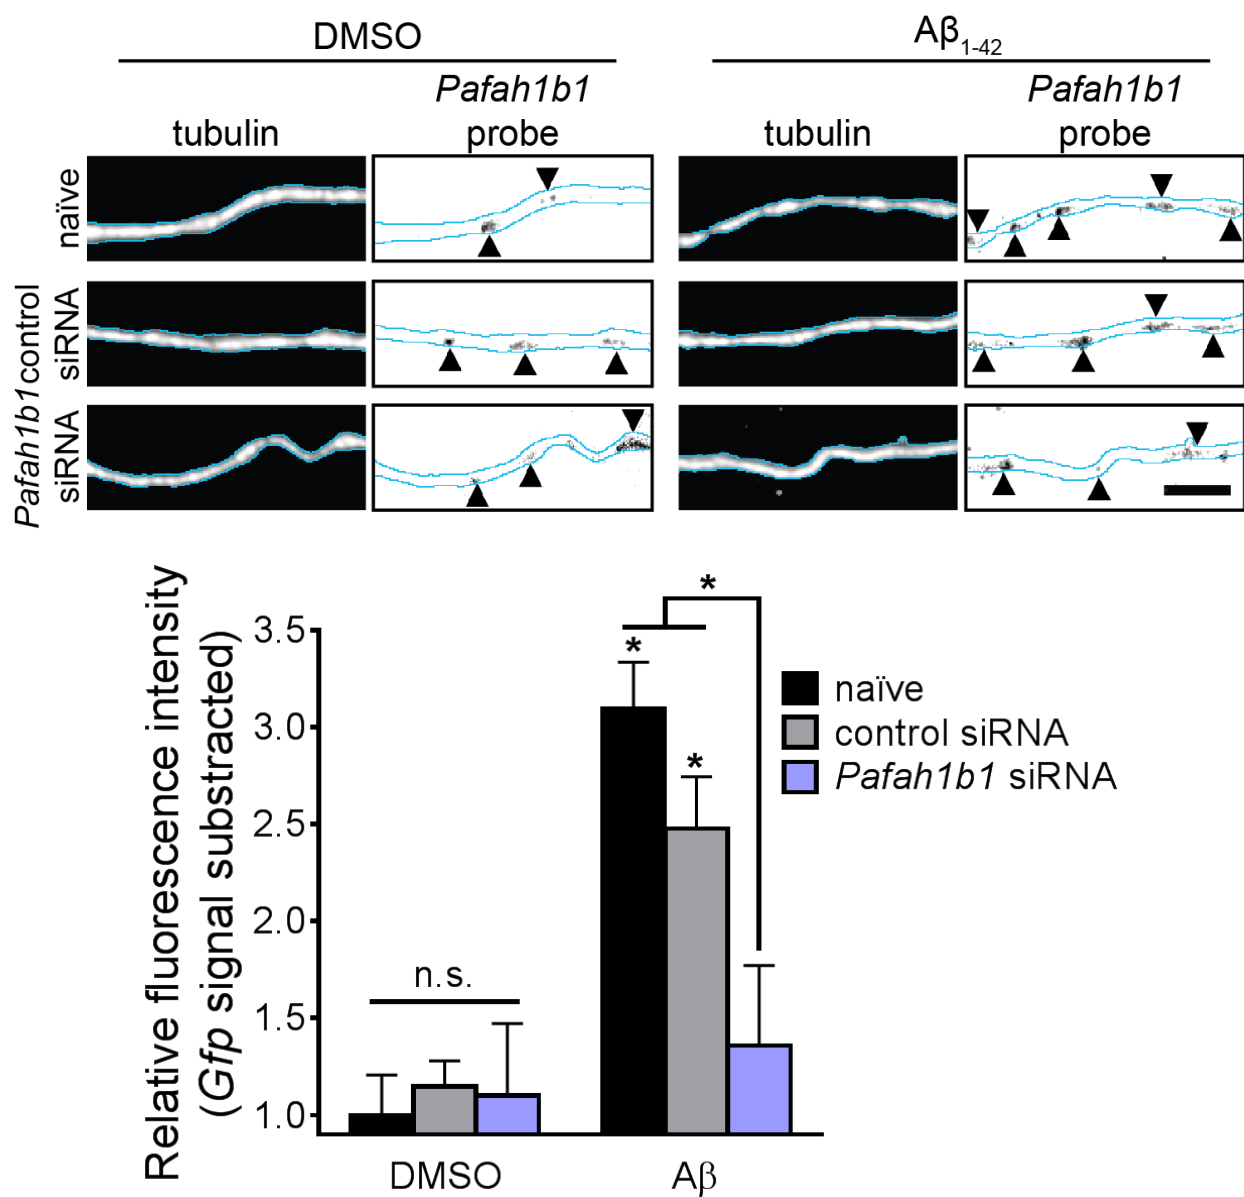 DMSO
Aβ1-42
Pafah1b1
Pafah1b1
tubulin
probe
tubulin
probe
naïve
control
siRNA
Pafah1b1
siRNA
Relative fluorescence intensity
(Gfp signal substracted)
3.5
3.0
2.5
2.0
1.5
1.0
n.s.
*
*
*
naïve
control siRNA
Pafah1b1 siRNA
DMSO
Aβ